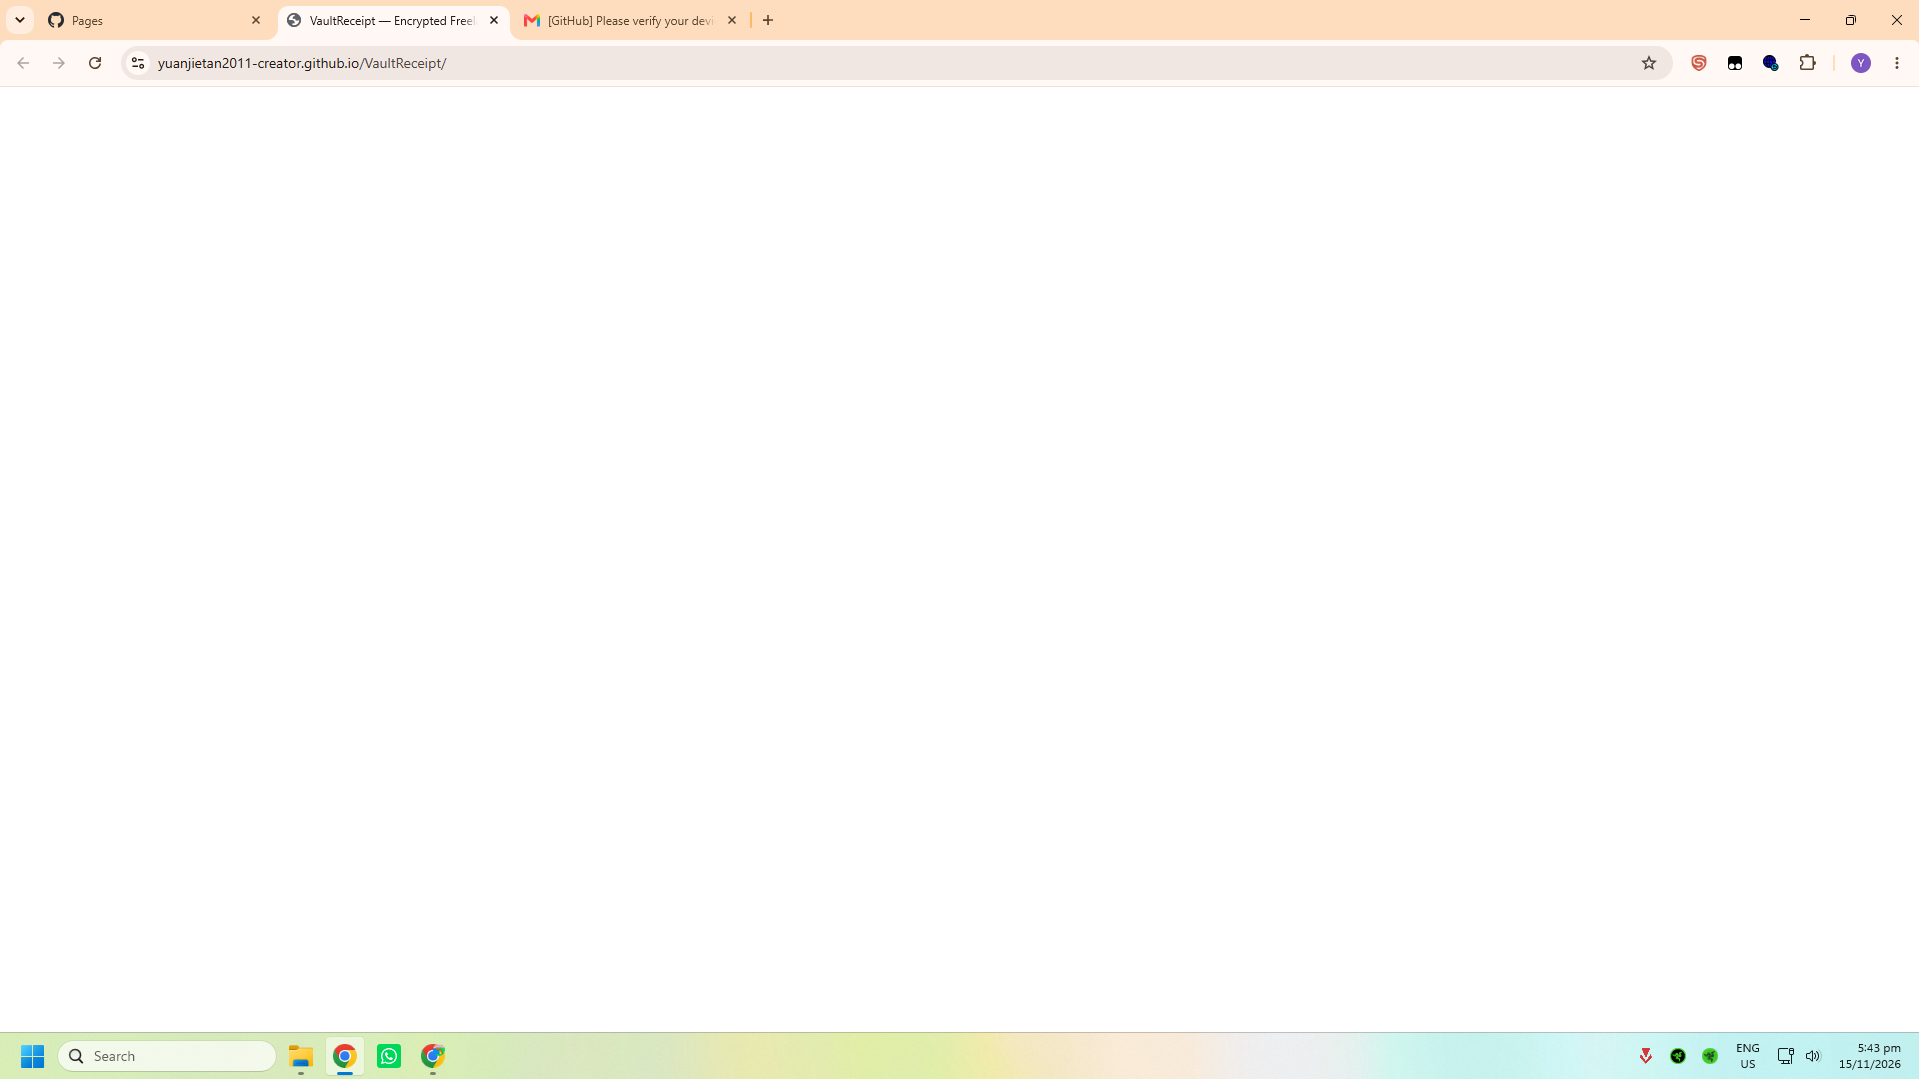 Pages
VaultReceipt — Encrypted Freel
[GitHub] Please verify your devi
yuanjietan2011-creator.github.io/VaultReceipt/
Y
Search
ENG
US
5:43 pm
15/11/2026